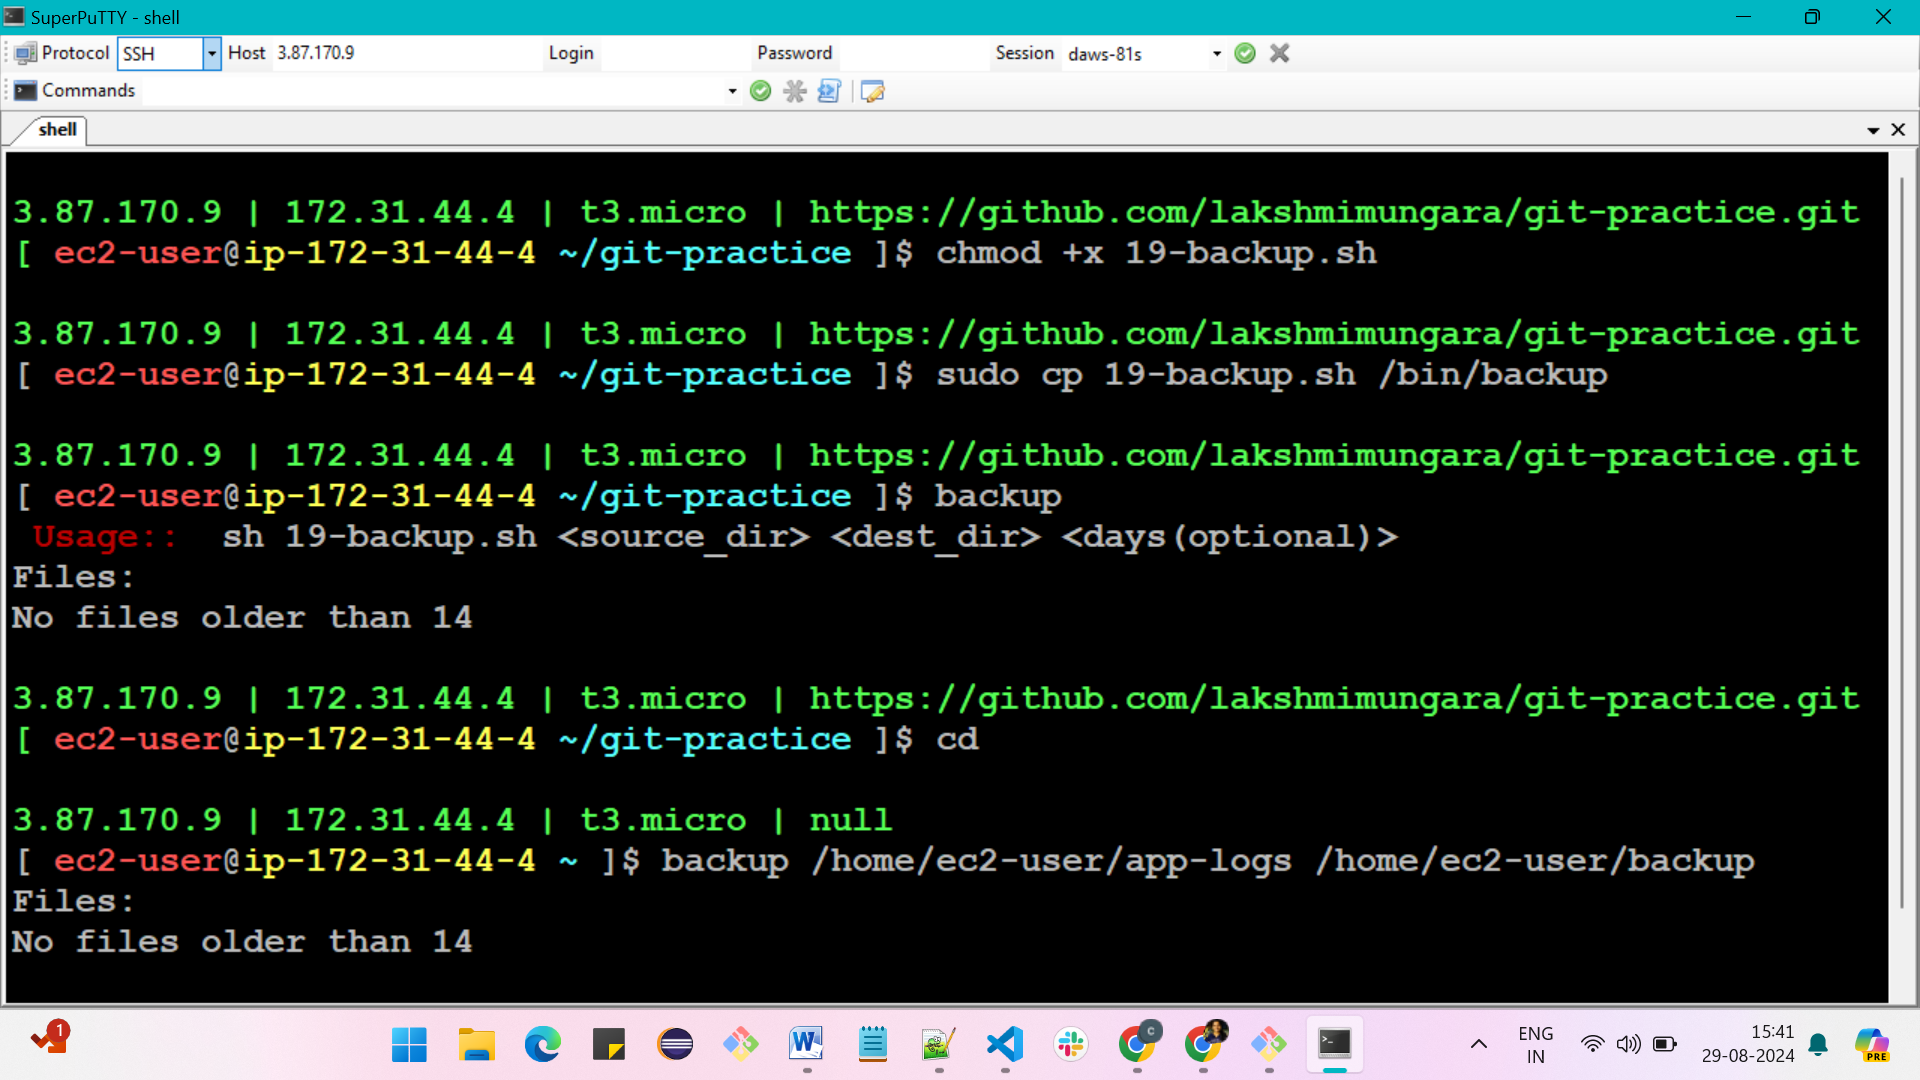 SuperPuTTY - shell
Protocol SSH Host 3.87.170.9 Login Password Session daws-81s
Commands
shell
3.87.170.9 | 172.31.44.4 | t3.micro | https://github.com/lakshmimungara/git-practice.git
[ ec2-user@ip-172-31-44-4 ~/git-practice ]$ chmod +x 19-backup.sh
3.87.170.9 | 172.31.44.4 | t3.micro | https://github.com/lakshmimungara/git-practice.git
[ ec2-user@ip-172-31-44-4 ~/git-practice ]$ sudo cp 19-backup.sh /bin/backup
3.87.170.9 | 172.31.44.4 | t3.micro | https://github.com/lakshmimungara/git-practice.git
[ ec2-user@ip-172-31-44-4 ~/git-practice ]$ backup
Usage:: sh 19-backup.sh <source_dir> <dest_dir> <days(optional)>
Files:
No files older than 14
3.87.170.9 | 172.31.44.4 | t3.micro | https://github.com/lakshmimungara/git-practice.git
[ ec2-user@ip-172-31-44-4 ~/git-practice ]$ cd
3.87.170.9 | 172.31.44.4 | t3.micro | null
[ ec2-user@ip-172-31-44-4 ~ ]$ backup /home/ec2-user/app-logs /home/ec2-user/backup
Files:
No files older than 14
1
W
C
ENG
IN
15:41
29-08-2024
PRE